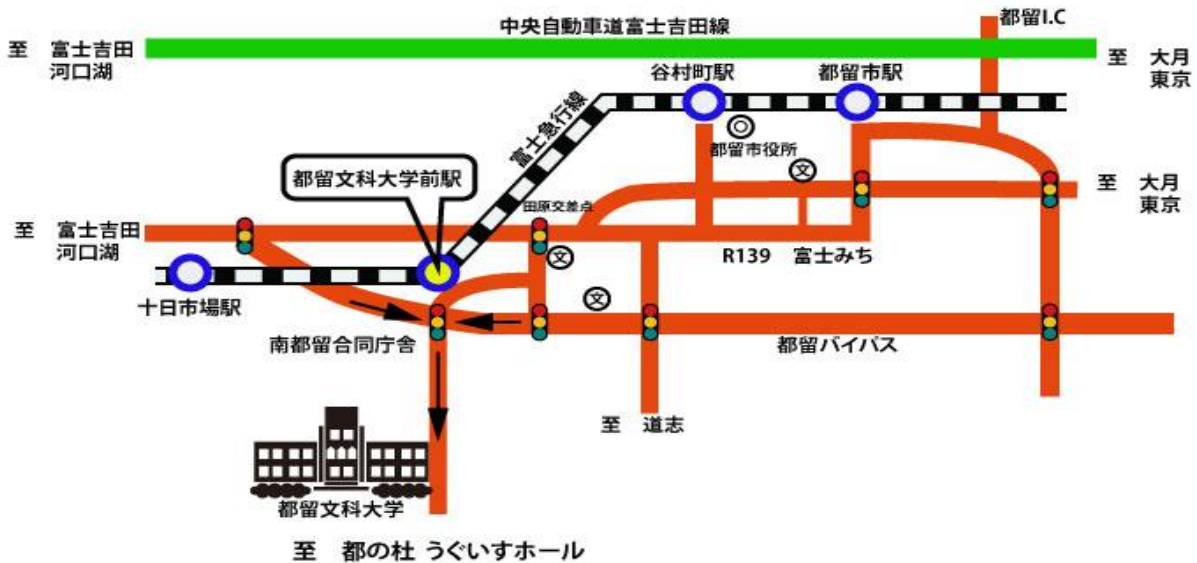 都留I.C
中央自動車道富士吉田線
至 富士吉田
河口湖
至 大月
東京
谷村町駅
都留市駅
富士急行線
都留市役所
文
都留文科大学前駅
至 大月
東京
田原交差点
至 富士吉田
河口湖
R139 富士みち
文
十日市場駅
文
南都留合同庁舎
都留バイパス
至 道志
都留文科大学
至 都の杜 うぐいすホール